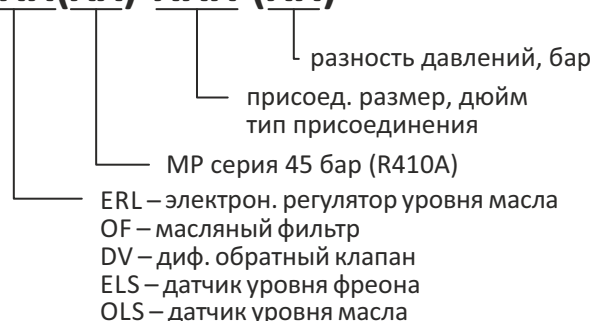 разность давлений, бар
присоед. размер, дюйм
тип присоединения
МР серия 45 бар (R410A)
ERL – электрон. регулятор уровня масла
OF – масляный фильтр
DV – диф. обратный клапан
ELS – датчик уровня фреона
OLS – датчик уровня масла